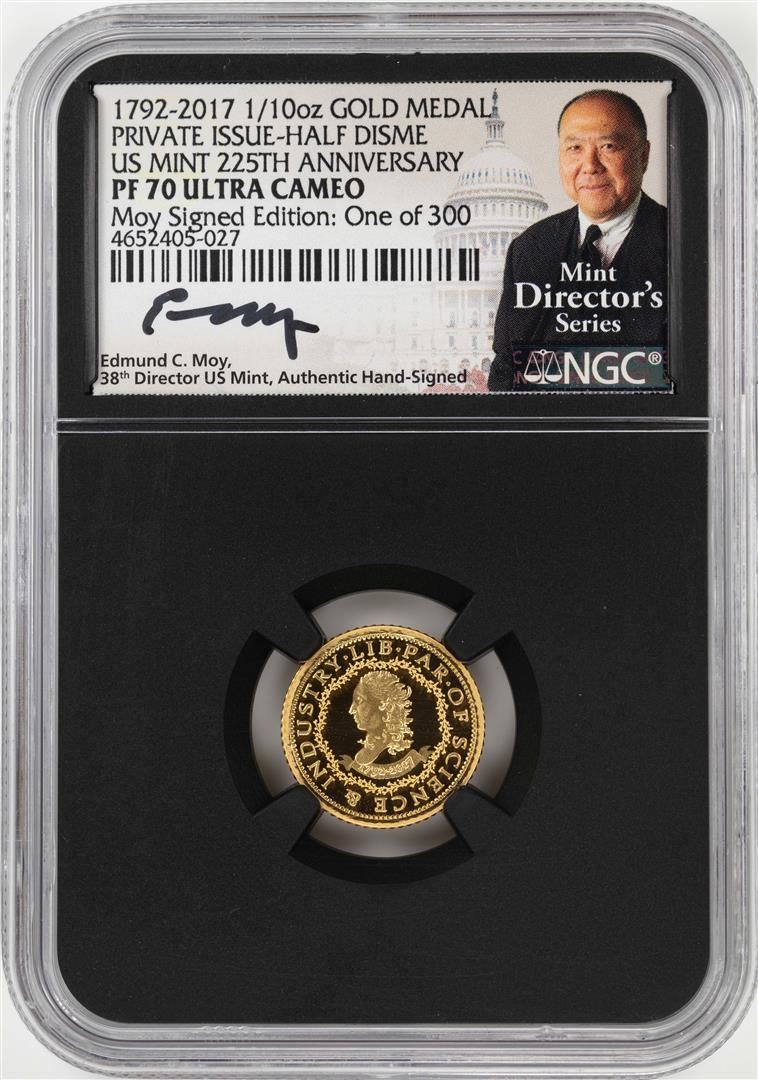 1792-2017 1/10oz GOLD MEDAL
PRIVATE ISSUE-HALF DISME
US MINT 225TH ANNIVERSARY
PF 70 ULTRA CAMEO
Moy Signed Edition: One of 300
4652405-027
Edmund C. Moy,
38th Director US Mint, Authentic Hand-Signed
Mint
Director's
Series
NGC®
LIB·PAR·OF SCIENCE & INDUSTRY·
1792-2017